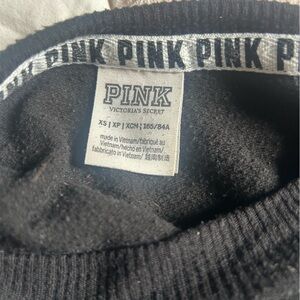 PINK PINK PINK P
PINK
VICTORIA'S SECRET
XS | XP | XCH | 165/84A
made in Vietnam/fabriqué au
Vietnam/hecho en Vietnam/
fabbricato in Vietnam/ 越南制造